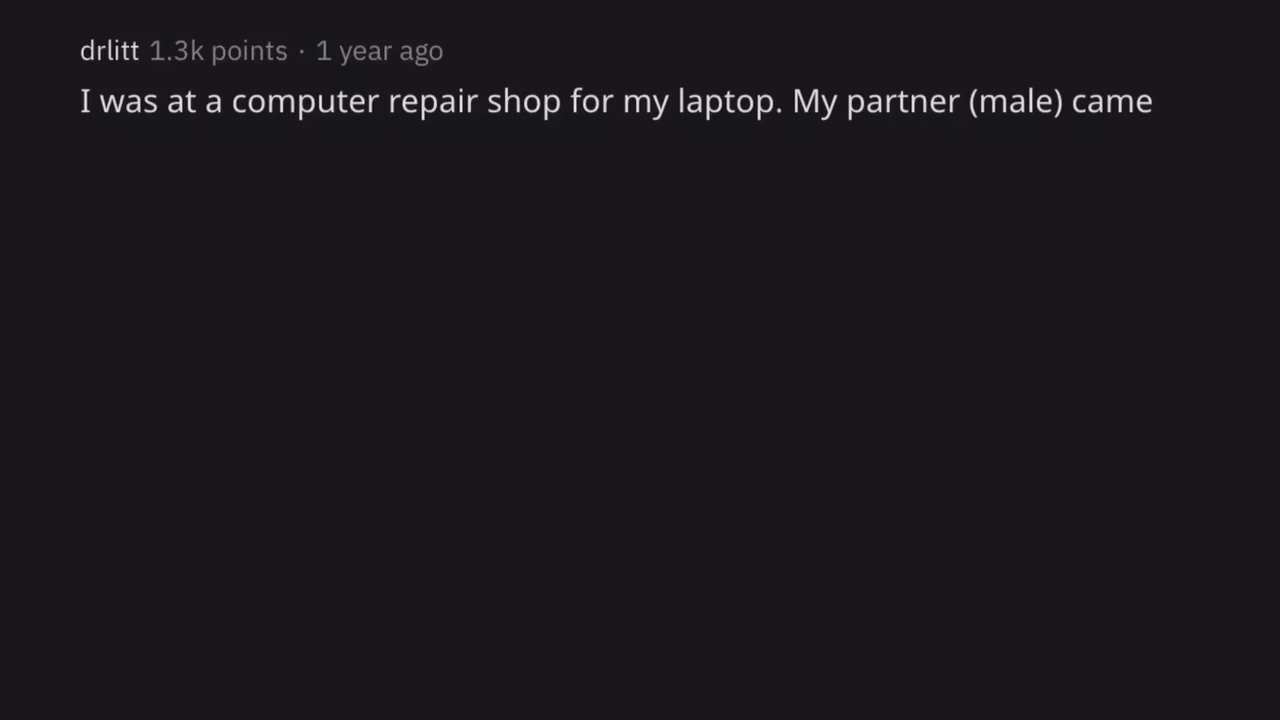 drlitt 1.3k points · 1 year ago
I was at a computer repair shop for my laptop. My partner (male) came